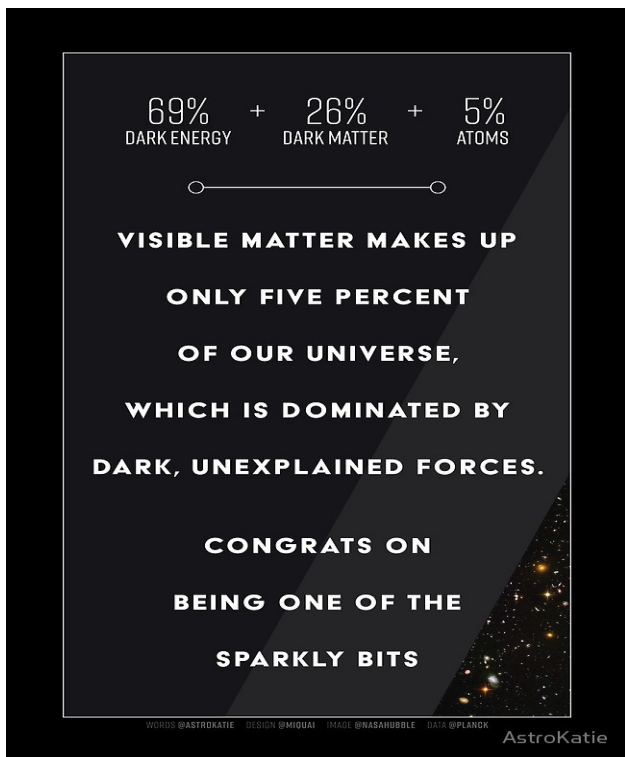 69% + 26% + 5%
DARK ENERGY DARK MATTER ATOMS
VISIBLE MATTER MAKES UP
ONLY FIVE PERCENT
OF OUR UNIVERSE,
WHICH IS DOMINATED BY
DARK, UNEXPLAINED FORCES.
CONGRATS ON
BEING ONE OF THE
SPARKLY BITS
WORDS @ASTROKATIE DESIGN @MIQUAI IMAGE @NASAHUBBLE DATA @PLANCK
AstroKatie